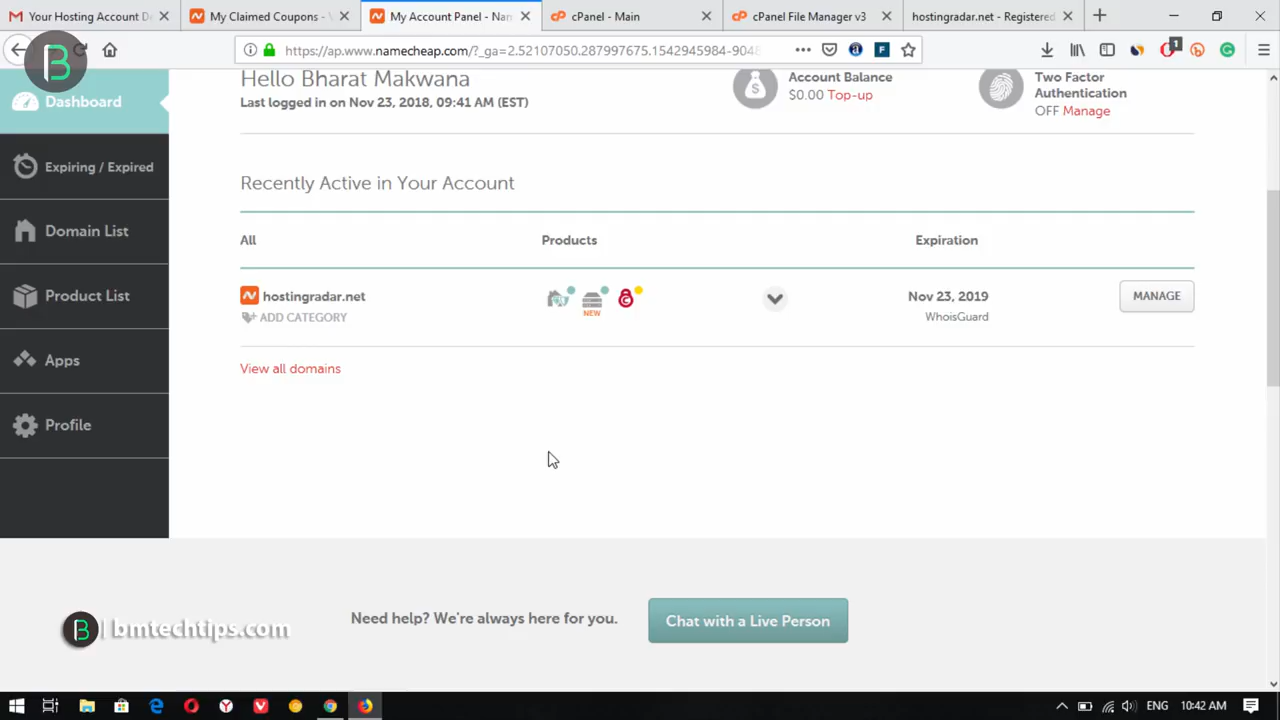 Your Hosting Account D
My Claimed Coupons - V
My Account Panel - Nam
cPanel - Main
cPanel File Manager v3
hostingradar.net - Registered
https://ap.www.namecheap.com/?_ga=2.52107050.287997675.1542945984-9048
1
B
Dashboard
Expiring / Expired
Domain List
Product List
Apps
Profile
Hello Bharat Makwana
Last logged in on Nov 23, 2018, 09:41 AM (EST)
Account Balance
$0.00 Top-up
Two Factor
Authentication
OFF Manage
Recently Active in Your Account
All Products Expiration
hostingradar.net Nov 23, 2019 MANAGE
NEW
ADD CATEGORY WhoisGuard
View all domains
Need help? We're always here for you. Chat with a Live Person
B | bmtechtips.com
ENG 10:42 AM